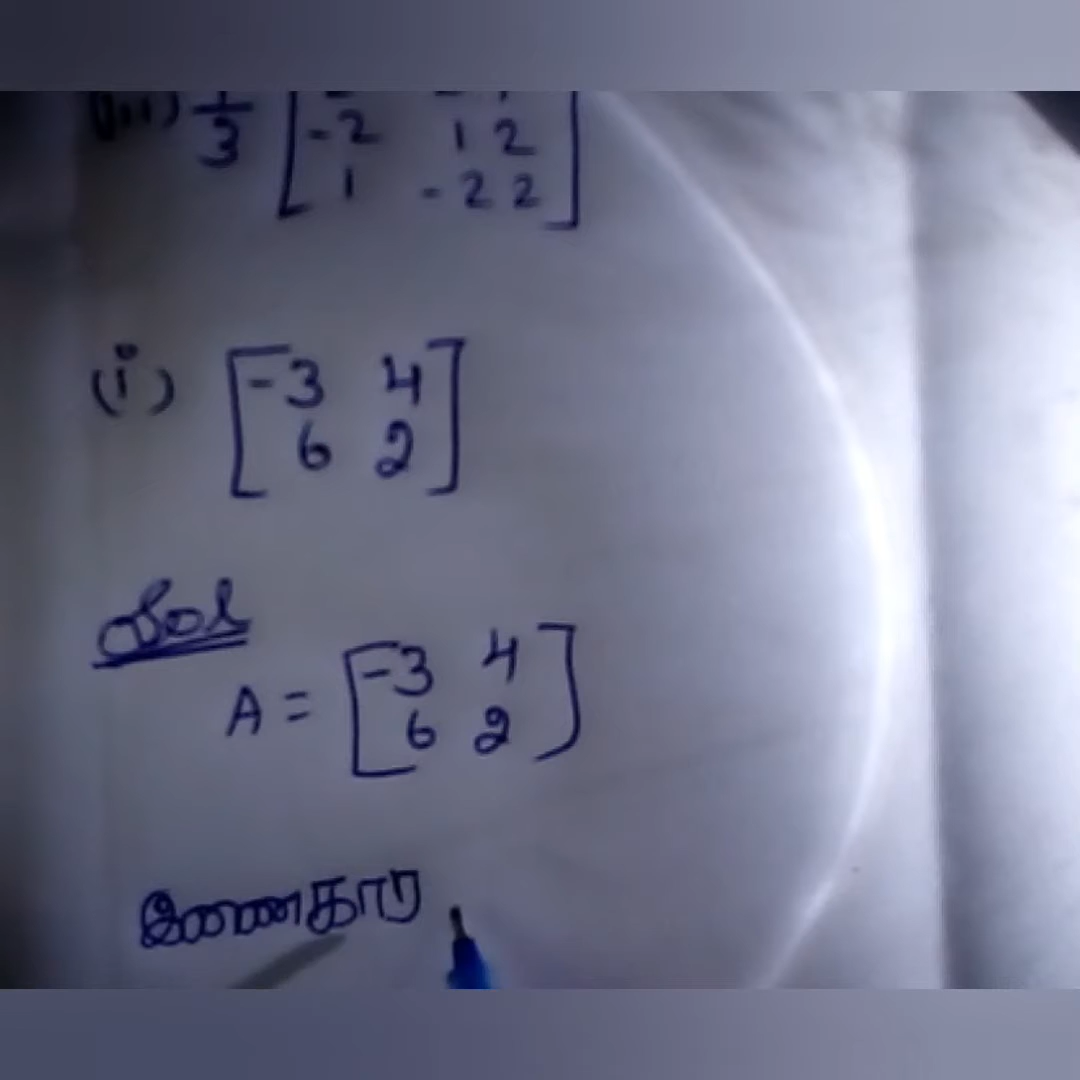 (iii) 1/3 [
-2 1 2
1 -2 2 ]
(i) [ -3 4
6 2 ]
Sol
A = [ -3 4
6 2 ]
இணைகார